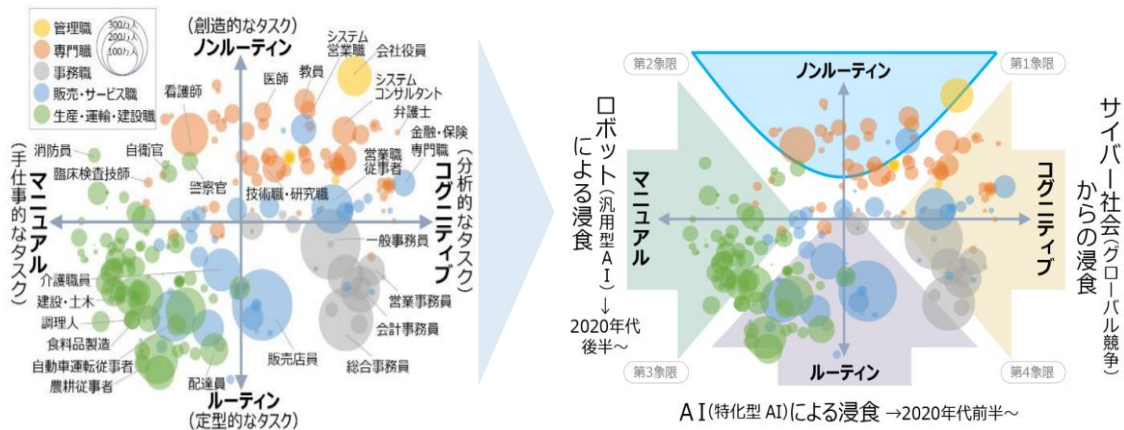 管理職
専門職
事務職
販売・サービス職
生産・運輸・建設職
300万人
200万人
100万人
(創造的なタスク)
ノンルーティン
システム
営業職
会社役員
教員
医師
システム
コンサルタント
看護師
弁護士
金融・保険
専門職
消防員
自衛官
営業職
従事者
臨床検査技師
警察官
技術職・研究職
マニュアル
(手仕事的なタスク)
コグニティブ
(分析的なタスク)
一般事務員
介護職員
建設・土木
調理人
食料品製造
自動車運転従事者
農耕従事者
配達員
販売店員
営業事務員
会計事務員
総合事務員
ルーティン
(定型的なタスク)
第2象限
ノンルーティン
第1象限
ロボット(汎用型AI)
による浸食
→
2020年代
後半～
マニュアル
コグニティブ
サイバー社会(グローバル競争)
からの浸食
第3象限
ルーティン
第4象限
AI(特化型 AI)による浸食 →2020年代前半～